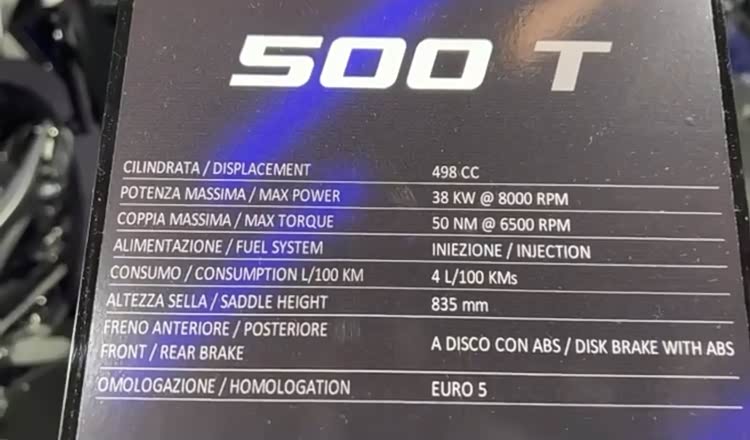 500 T
CILINDRATA / DISPLACEMENT 498 CC
POTENZA MASSIMA / MAX POWER 38 KW @ 8000 RPM
COPPIA MASSIMA / MAX TORQUE 50 NM @ 6500 RPM
ALIMENTAZIONE / FUEL SYSTEM INIEZIONE / INJECTION
CONSUMO / CONSUMPTION L/100 KM 4 L/100 KMs
ALTEZZA SELLA / SADDLE HEIGHT 835 mm
FRENO ANTERIORE / POSTERIORE
FRONT / REAR BRAKE A DISCO CON ABS / DISK BRAKE WITH ABS
OMOLOGAZIONE / HOMOLOGATION EURO 5